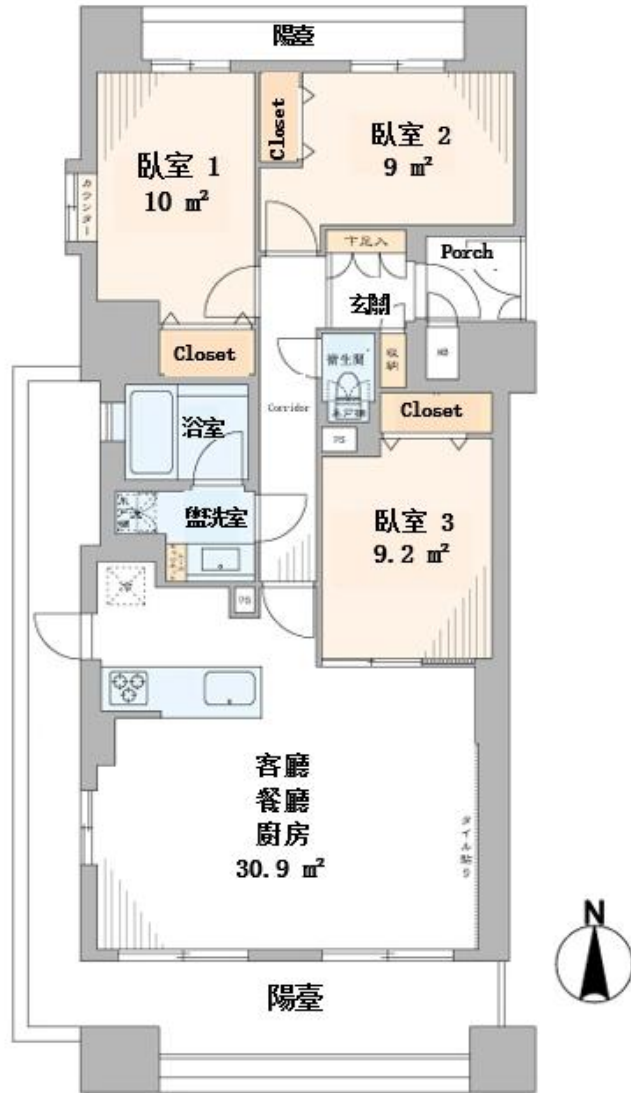 陽臺
Closet
臥室 1
10 ㎡
臥室 2
9 ㎡
カウンター
下足入
Porch
玄關
Closet
衛生間
収納
MB
Corridor
Closet
浴室
PS
盥洗室
臥室 3
9.2 ㎡
冷
PS
客廳
餐廳
廚房
30.9 ㎡
タイル貼り
N
陽臺